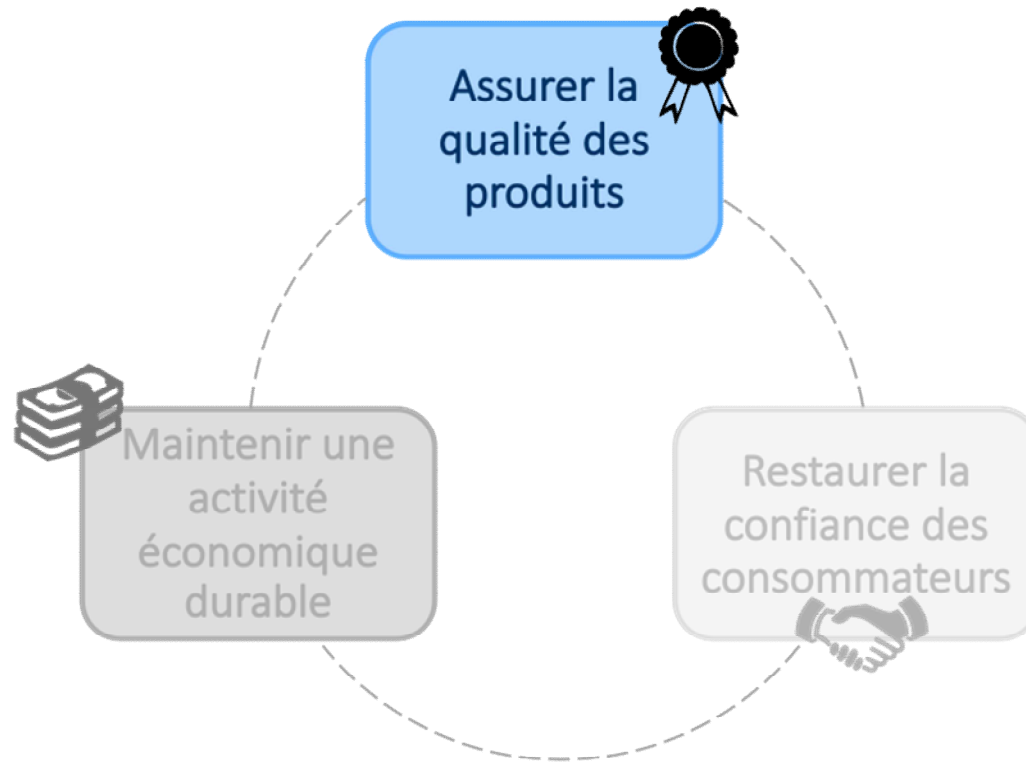 Assurer la
qualité des
produits
Maintenir une
activité
économique
durable
Restaurer la
confiance des
consommateurs